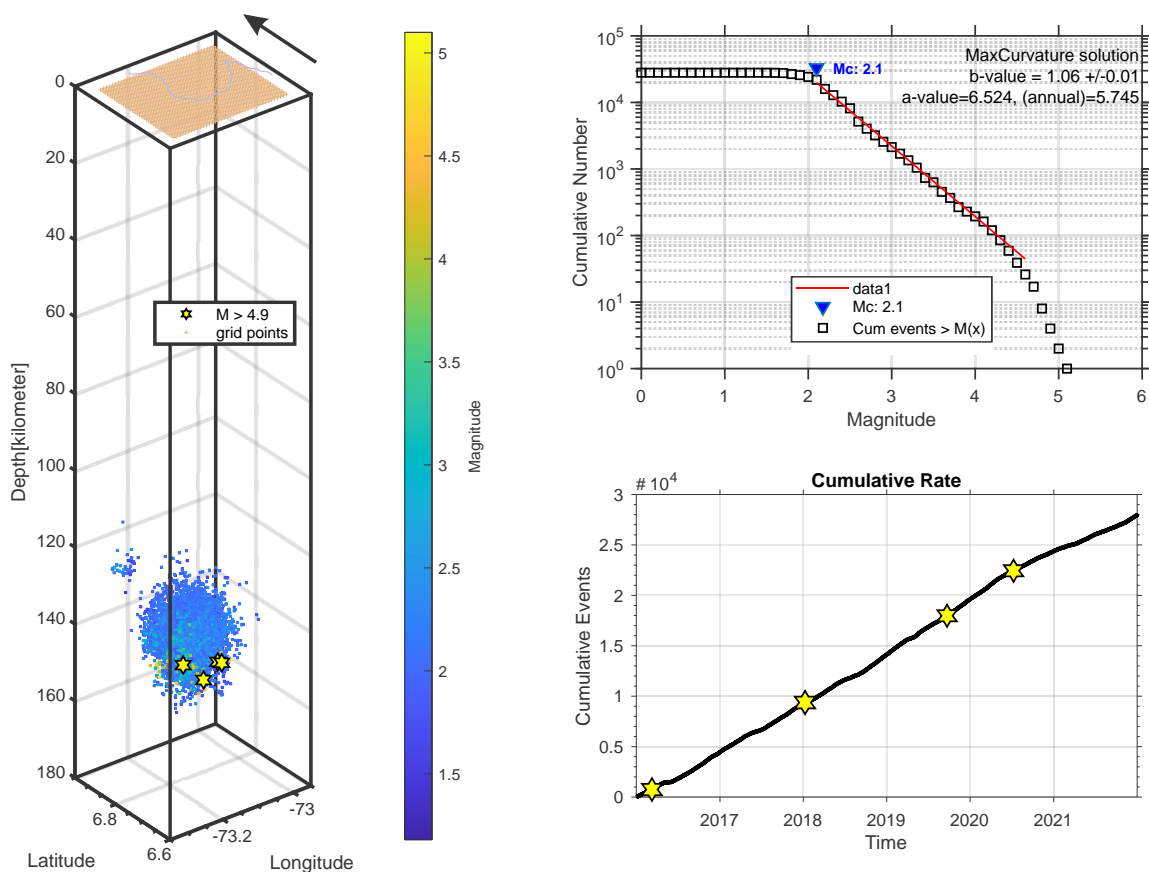 0
20
40
60
80
100
120
140
160
180
Depth[kilometer]
M > 4.9
grid points
6.8
6.6
Latitude
-73.2
-73
Longitude
5
4.5
4
3.5
3
2.5
2
1.5
Magnitude
10^5
10^4
10^3
10^2
10^1
10^0
Cumulative Number
MaxCurvature solution
b-value = 1.06 +/-0.01
a-value=6.524, (annual)=5.745
Mc: 2.1
data1
Mc: 2.1
Cum events > M(x)
0 1 2 3 4 5 6
Magnitude
# 10^4
Cumulative Rate
3
2.5
2
1.5
1
0.5
0
Cumulative Events
2017 2018 2019 2020 2021
Time